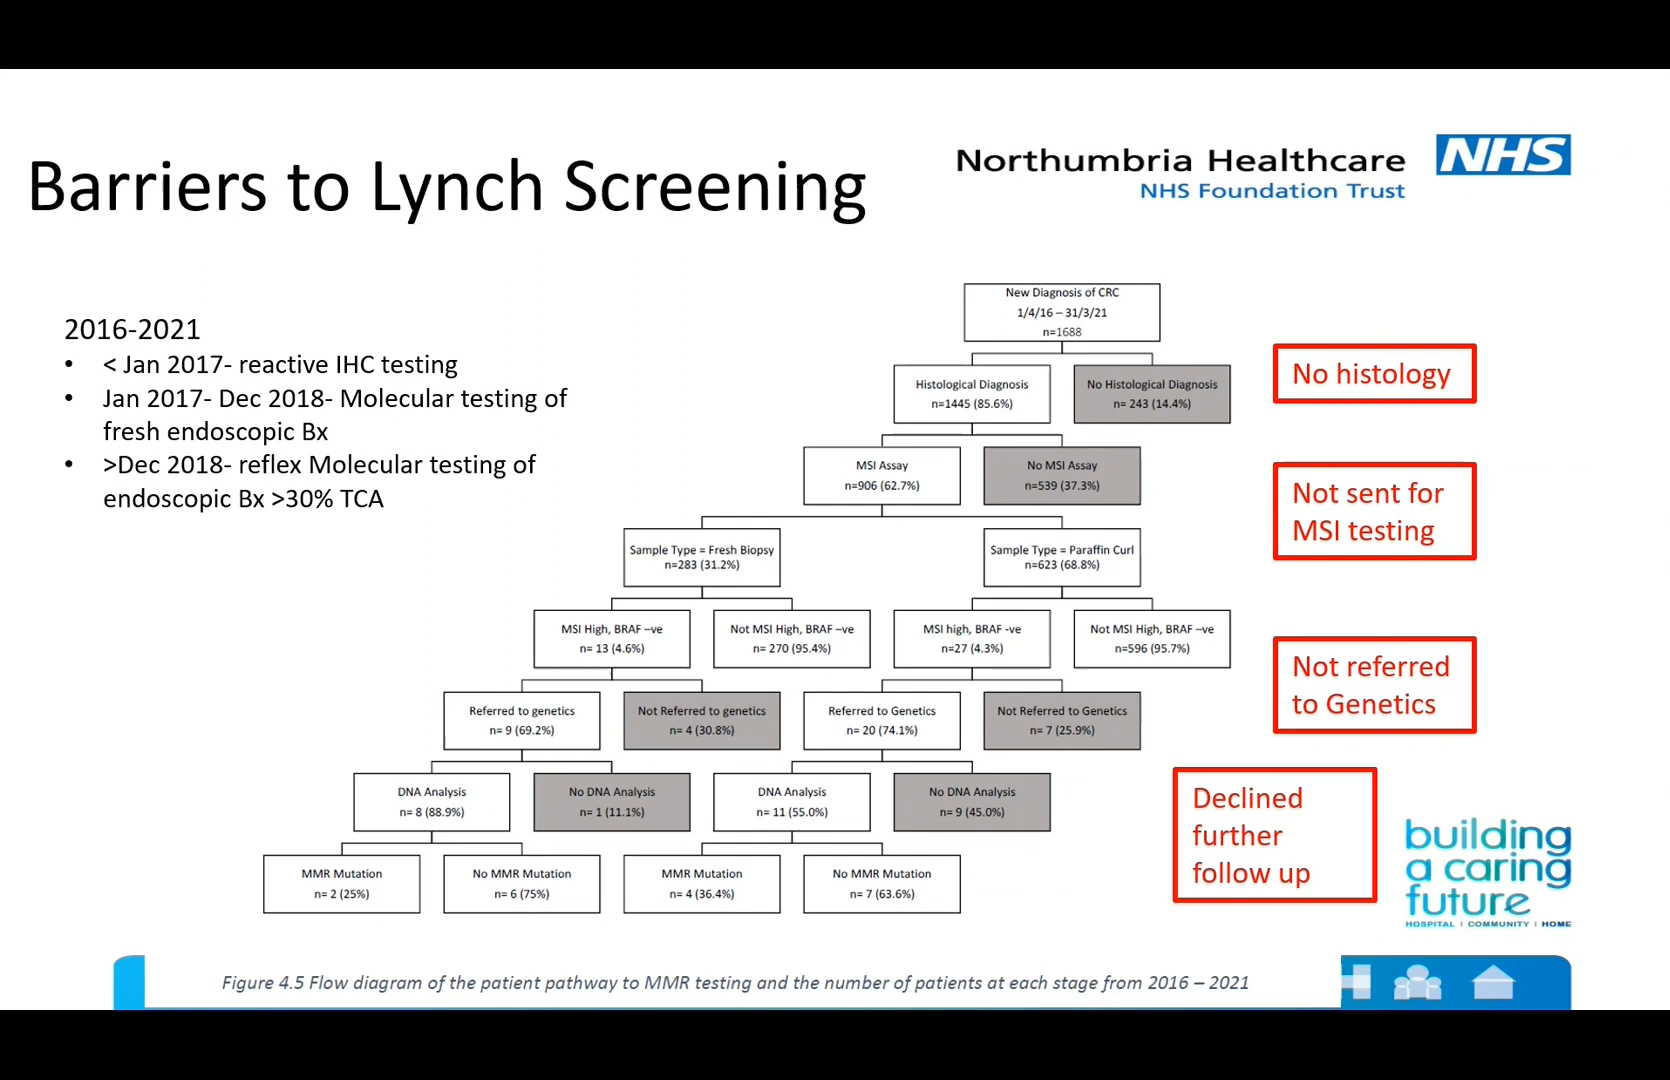 Barriers to Lynch Screening
Northumbria Healthcare
NHS Foundation Trust
NHS
2016-2021
• < Jan 2017- reactive IHC testing
• Jan 2017- Dec 2018- Molecular testing of
fresh endoscopic Bx
• >Dec 2018- reflex Molecular testing of
endoscopic Bx >30% TCA
New Diagnosis of CRC
1/4/16 – 31/3/21
n=1688
Histological Diagnosis
n=1445 (85.6%)
No Histological Diagnosis
n= 243 (14.4%)
No histology
MSI Assay
n=906 (62.7%)
No MSI Assay
n=539 (37.3%)
Not sent for
MSI testing
Sample Type = Fresh Biopsy
n=283 (31.2%)
Sample Type = Paraffin Curl
n=623 (68.8%)
MSI High, BRAF –ve
n= 13 (4.6%)
Not MSI High, BRAF –ve
n= 270 (95.4%)
MSI high, BRAF -ve
n=27 (4.3%)
Not MSI High, BRAF –ve
n=596 (95.7%)
Referred to genetics
n= 9 (69.2%)
Not Referred to genetics
n= 4 (30.8%)
Referred to Genetics
n= 20 (74.1%)
Not Referred to Genetics
n= 7 (25.9%)
Not referred
to Genetics
DNA Analysis
n= 8 (88.9%)
No DNA Analysis
n= 1 (11.1%)
DNA Analysis
n= 11 (55.0%)
No DNA Analysis
n= 9 (45.0%)
Declined
further
follow up
MMR Mutation
n= 2 (25%)
No MMR Mutation
n= 6 (75%)
MMR Mutation
n= 4 (36.4%)
No MMR Mutation
n= 7 (63.6%)
building
a caring
future
HOSPITAL | COMMUNITY | HOME
Figure 4.5 Flow diagram of the patient pathway to MMR testing and the number of patients at each stage from 2016 – 2021